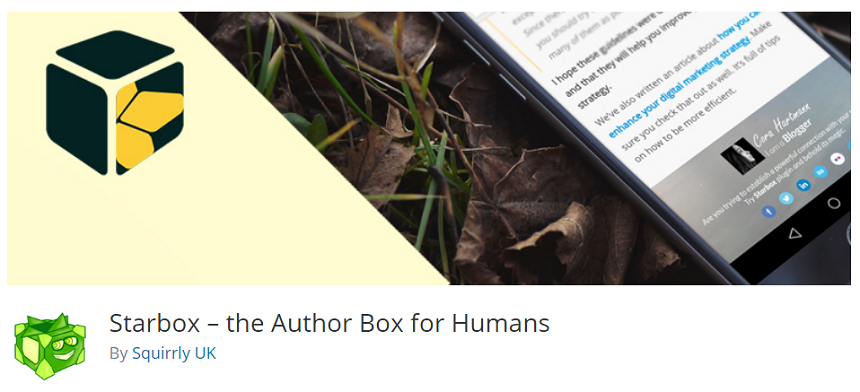 Since then
you should try
many of them as p
I hope these guidelines were
and that they will help you improve
strategy.
We've also written an article about how you c
enhance your digital marketing strategy. Make
sure you check that out as well. It's full of tips
on how to be more efficient.
Cora Hartmann
I am a Blogger
Are you trying to establish a powerful connection with your
Try Starbox plugin and behold its magic.
Starbox – the Author Box for Humans
By Squirrly UK